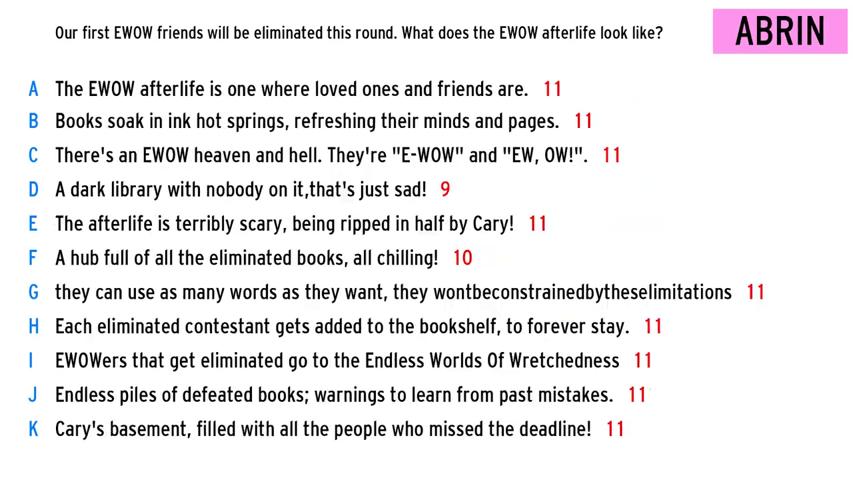 Our first EWOW friends will be eliminated this round. What does the EWOW afterlife look like?
ABRIN
A The EWOW afterlife is one where loved ones and friends are. 11
B Books soak in ink hot springs, refreshing their minds and pages. 11
C There's an EWOW heaven and hell. They're "E-WOW" and "EW, OW!". 11
D A dark library with nobody on it,that's just sad! 9
E The afterlife is terribly scary, being ripped in half by Cary! 11
F A hub full of all the eliminated books, all chilling! 10
G they can use as many words as they want, they wontbeconstrainedbytheselimitations 11
H Each eliminated contestant gets added to the bookshelf, to forever stay. 11
I EWOWers that get eliminated go to the Endless Worlds Of Wretchedness 11
J Endless piles of defeated books; warnings to learn from past mistakes. 11
K Cary's basement, filled with all the people who missed the deadline! 11